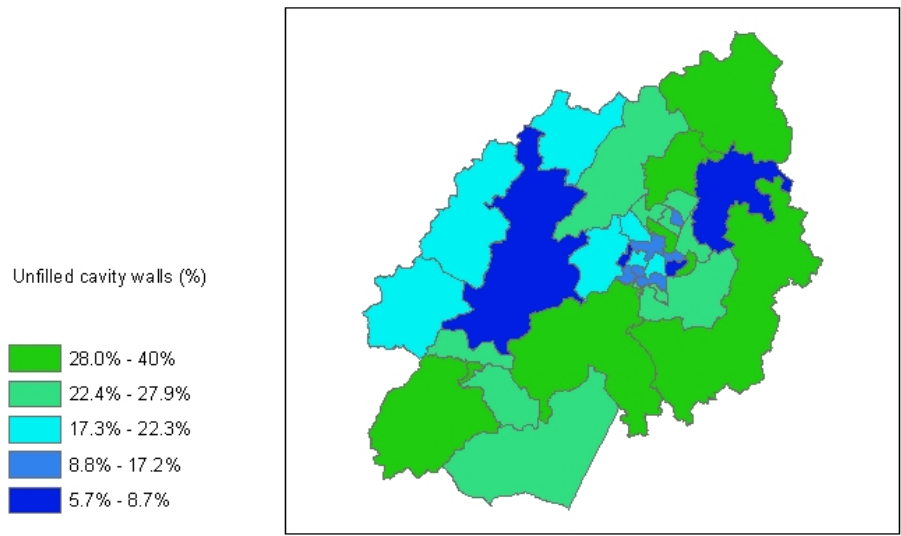 Unfilled cavity walls (%)
28.0% - 40%
22.4% - 27.9%
17.3% - 22.3%
8.8% - 17.2%
5.7% - 8.7%